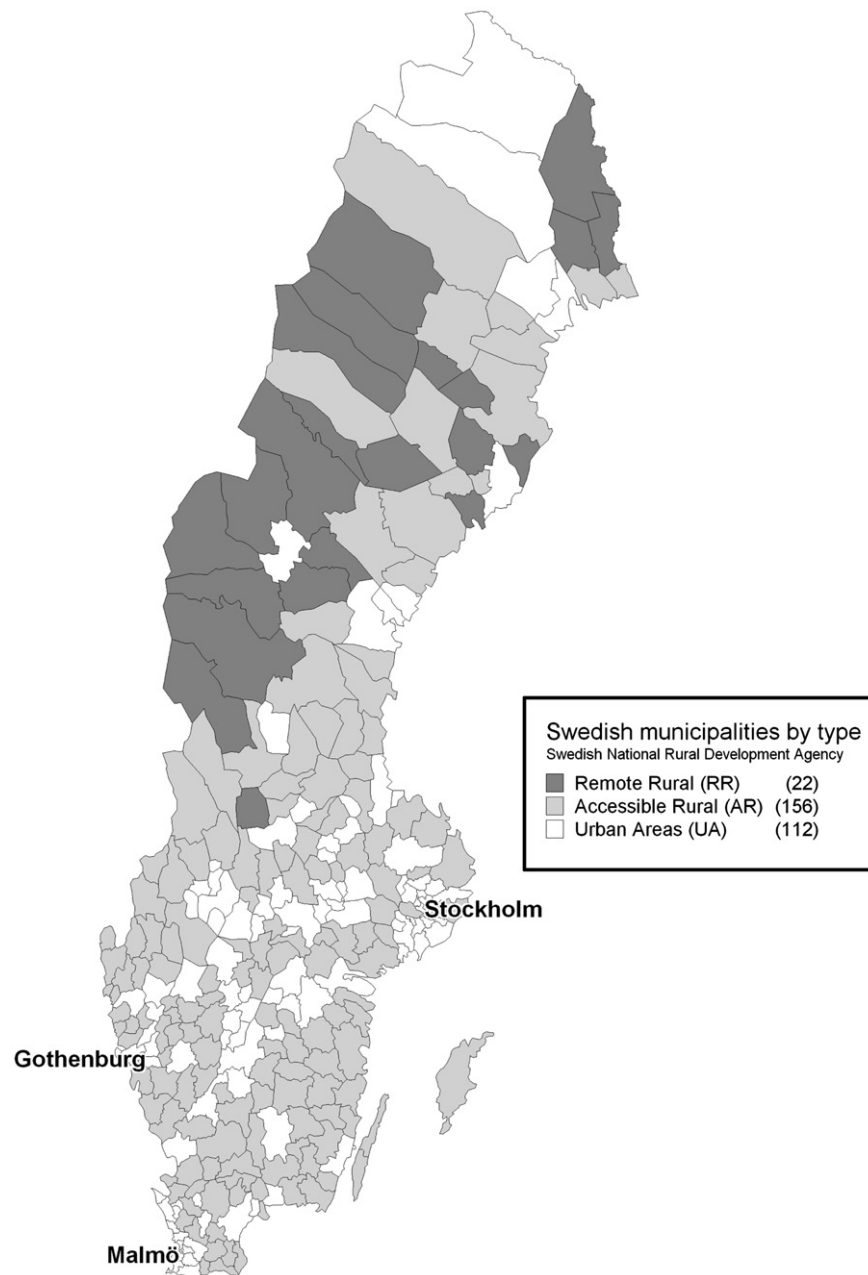 Swedish municipalities by type
Swedish National Rural Development Agency
Remote Rural (RR) (22)
Accessible Rural (AR) (156)
Urban Areas (UA) (112)
Stockholm
Gothenburg
Malmö